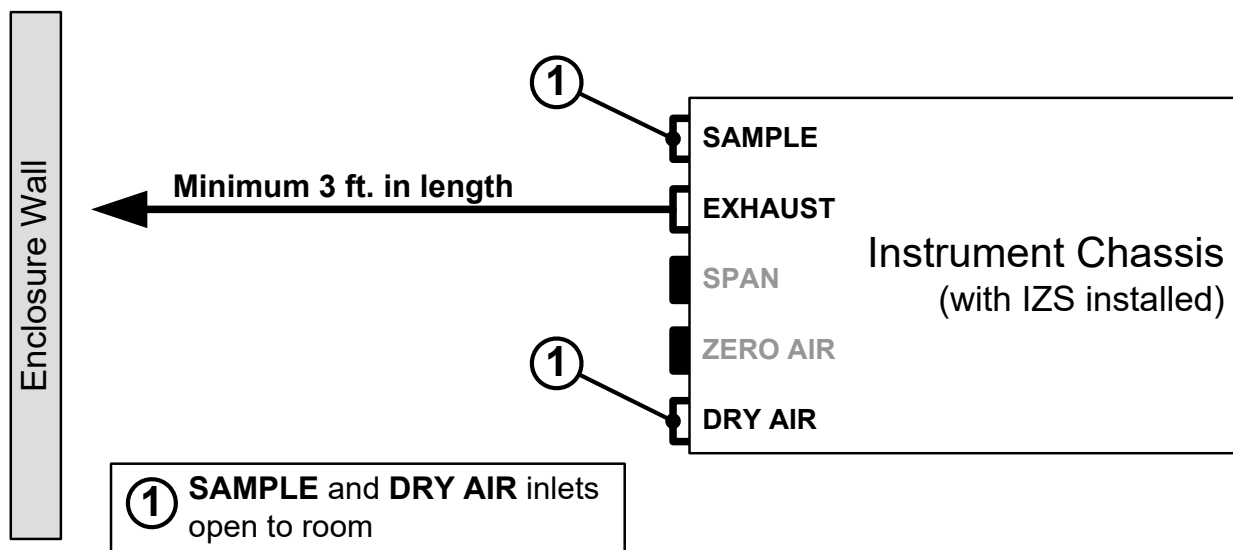 Enclosure Wall
Minimum 3 ft. in length
1
SAMPLE
EXHAUST
SPAN
ZERO AIR
1
DRY AIR
Instrument Chassis
(with IZS installed)
1 SAMPLE and DRY AIR inlets
open to room